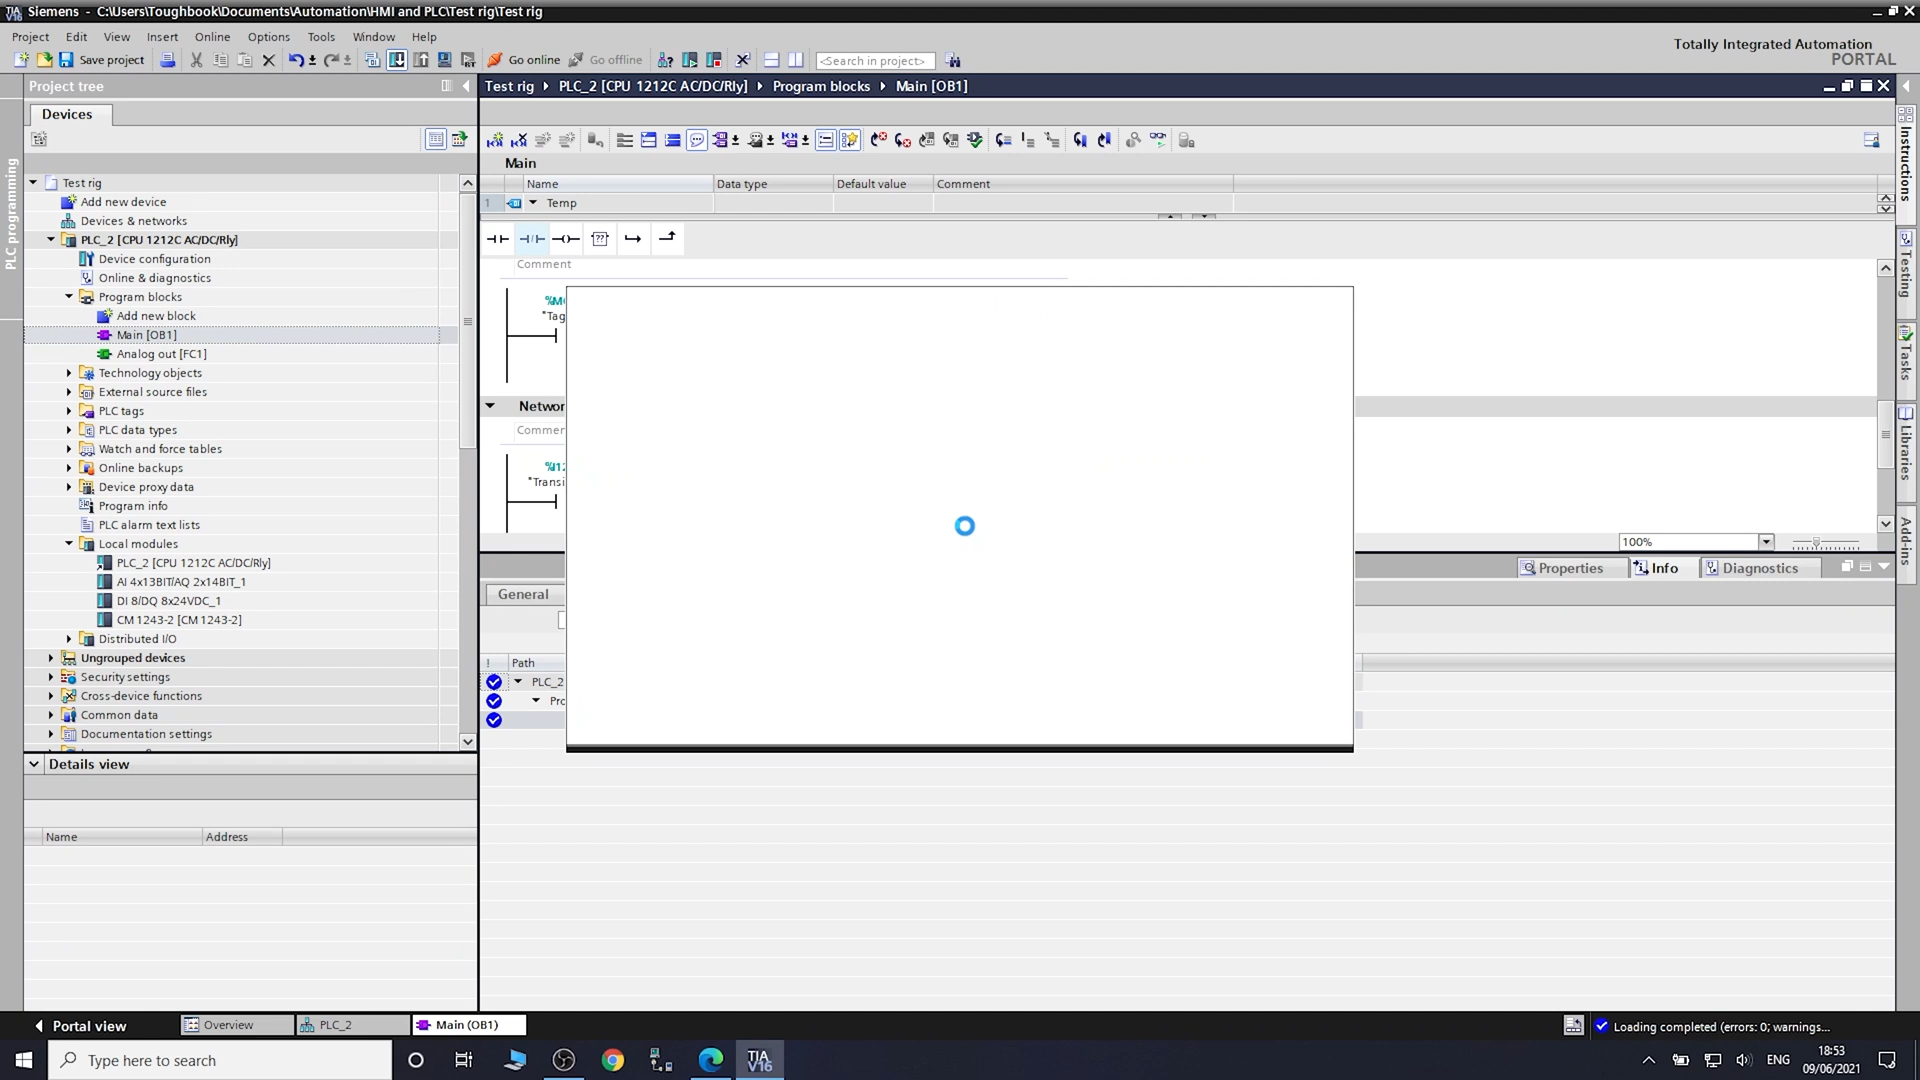 Siemens - C:\Users\Toughbook\Documents\Automation\HMI and PLC\Test rig\Test rig
Project Edit View Insert Online Options Tools Window Help
Totally Integrated Automation
PORTAL
Save project
Go online
Go offline
<Search in project>
Project tree
Test rig PLC_2 [CPU 1212C AC/DC/Rly] Program blocks Main [OB1]
Devices
PLC programming
Test rig
Add new device
Devices & networks
PLC_2 [CPU 1212C AC/DC/Rly]
Device configuration
Online & diagnostics
Program blocks
Add new block
Main [OB1]
Analog out [FC1]
Technology objects
External source files
PLC tags
PLC data types
Watch and force tables
Online backups
Device proxy data
Program info
PLC alarm text lists
Local modules
PLC_2 [CPU 1212C AC/DC/Rly]
AI 4x13BIT/AQ 2x14BIT_1
DI 8/DQ 8x24VDC_1
CM 1243-2 [CM 1243-2]
Distributed I/O
Ungrouped devices
Security settings
Cross-device functions
Common data
Documentation settings
Details view
Name Address
Main
Name Data type Default value Comment
1 Temp
??
Comment
%M
"Tag
Networ
Commer
%I12
"Transi
100%
Properties Info Diagnostics
General
! Path
PLC_2
Pro
Instructions
Testing
Tasks
Libraries
Add-ins
Portal view Overview PLC_2 Main (OB1)
Loading completed (errors: 0; warnings...
Type here to search
TIA
V16
ENG
18:53
09/06/2021